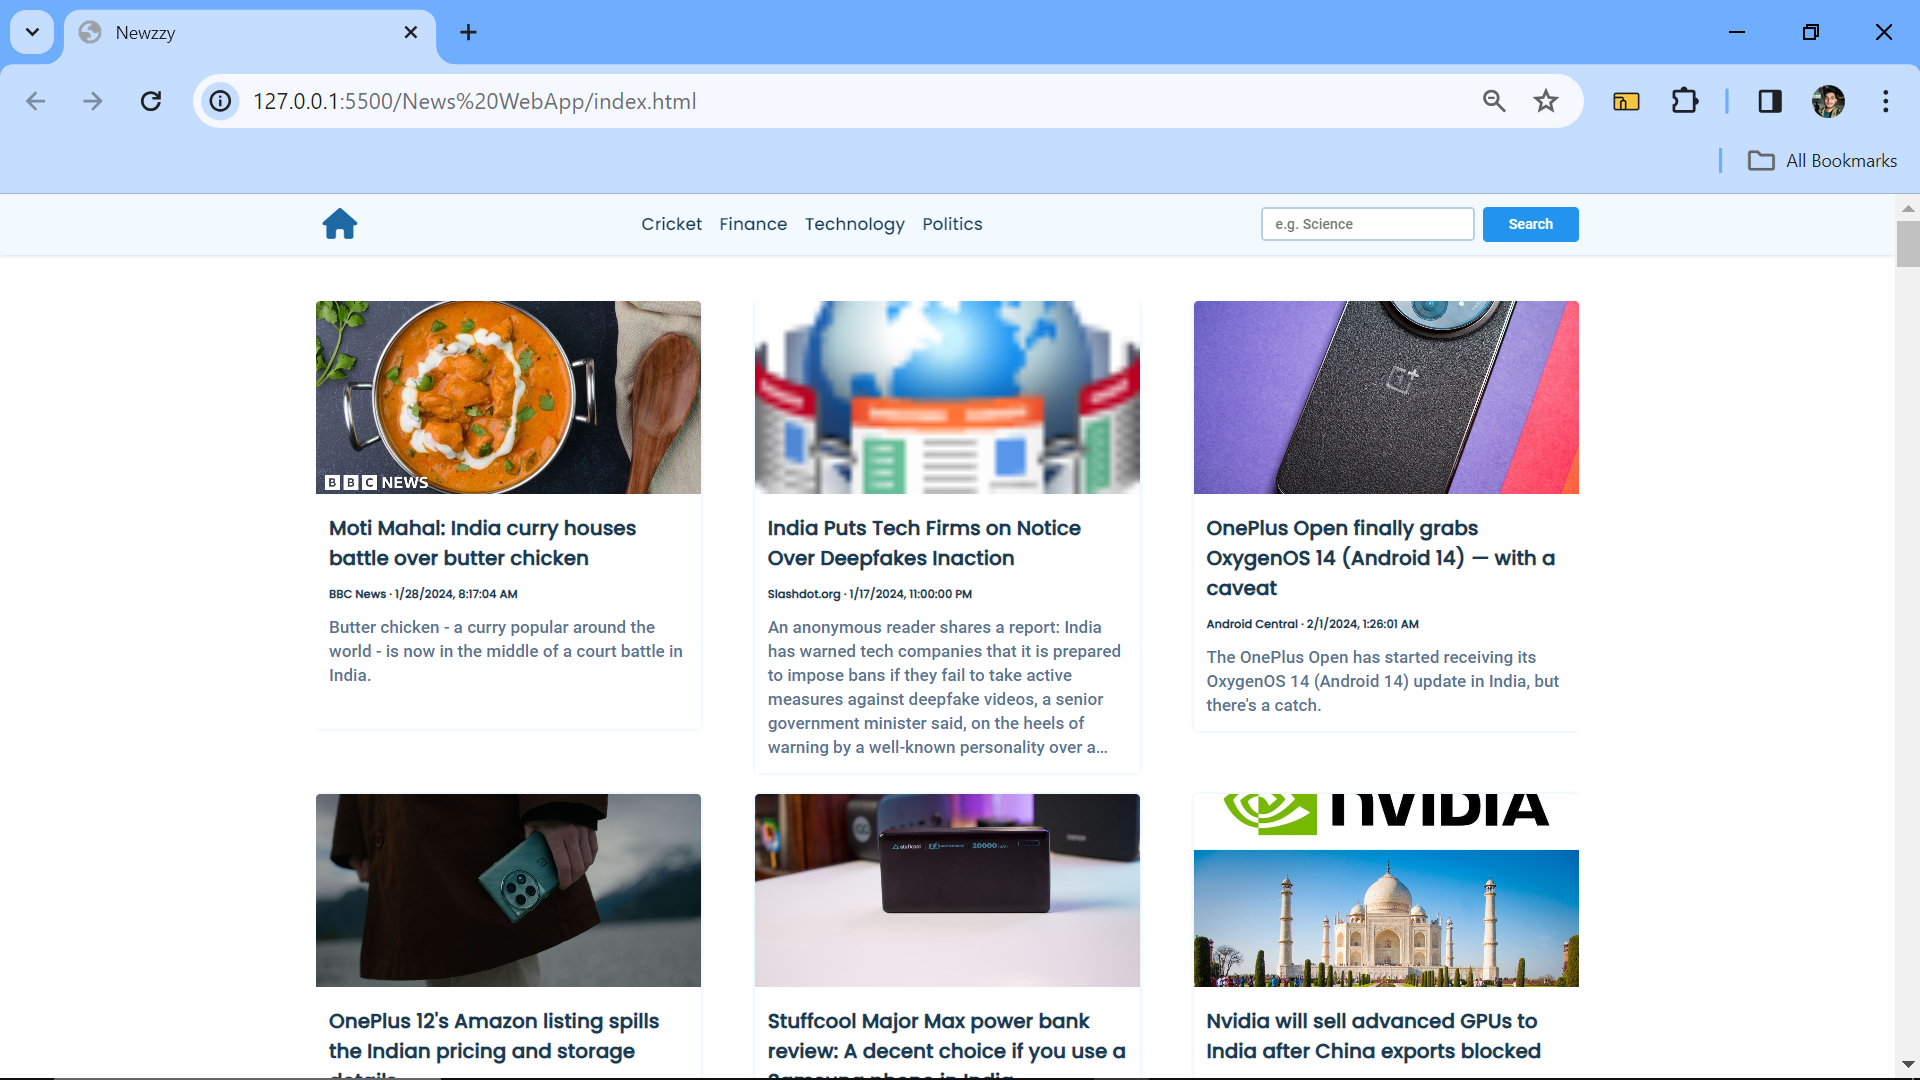 Newzzy
127.0.0.1:5500/News%20WebApp/index.html
All Bookmarks
Cricket Finance Technology Politics
e.g. Science
Search
BBC NEWS
Moti Mahal: India curry houses
battle over butter chicken
BBC News · 1/28/2024, 8:17:04 AM
Butter chicken - a curry popular around the
world - is now in the middle of a court battle in
India.
India Puts Tech Firms on Notice
Over Deepfakes Inaction
Slashdot.org · 1/17/2024, 11:00:00 PM
An anonymous reader shares a report: India
has warned tech companies that it is prepared
to impose bans if they fail to take active
measures against deepfake videos, a senior
government minister said, on the heels of
warning by a well-known personality over a…
OnePlus Open finally grabs
OxygenOS 14 (Android 14) — with a
caveat
Android Central · 2/1/2024, 1:26:01 AM
The OnePlus Open has started receiving its
OxygenOS 14 (Android 14) update in India, but
there's a catch.
OnePlus 12's Amazon listing spills
the Indian pricing and storage
details
stuffcool
20000
Stuffcool Major Max power bank
review: A decent choice if you use a
Samsung phone in India
NVIDIA
Nvidia will sell advanced GPUs to
India after China exports blocked